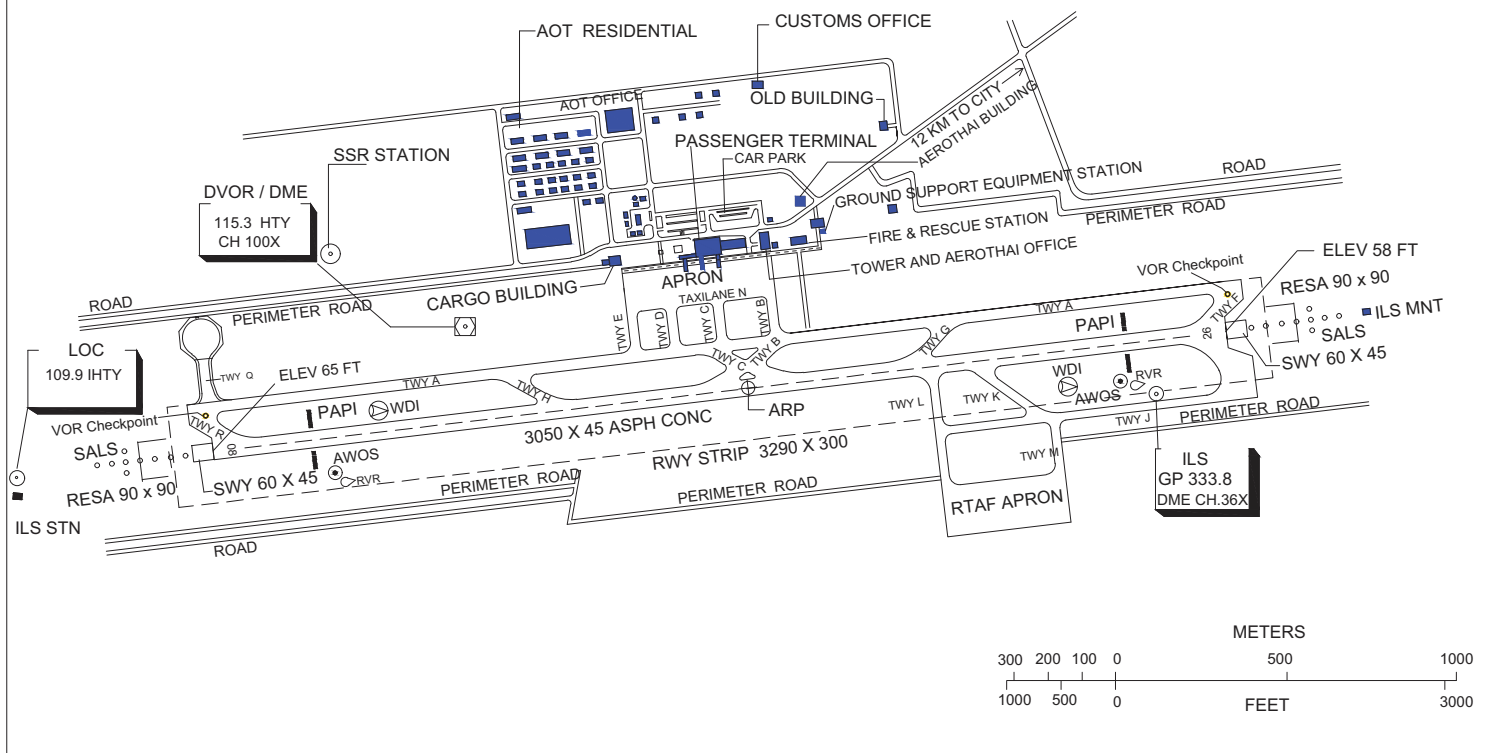 AOT RESIDENTIAL
CUSTOMS OFFICE
AOT OFFICE
OLD BUILDING
12 KM TO CITY
AEROTHAI BUILDING
PASSENGER TERMINAL
CAR PARK
SSR STATION
DVOR / DME
115.3 HTY
CH 100X
GROUND SUPPORT EQUIPMENT STATION
ROAD
PERIMETER ROAD
FIRE & RESCUE STATION
TOWER AND AEROTHAI OFFICE
ELEV 58 FT
VOR Checkpoint
RESA 90 x 90
ROAD
PERIMETER ROAD
CARGO BUILDING
APRON
TAXILANE N
TWY E
TWY D
TWY C
TWY B
TWY A
TWY F
PAPI
26
SALS
ILS MNT
SWY 60 X 45
TWY G
TWY C
TWY B
LOC
109.9 IHTY
TWY Q
ELEV 65 FT
TWY A
TWY H
WDI
AWOS
RVR
VOR Checkpoint
TWY R
PAPI
WDI
ARP
TWY L
TWY K
TWY J
PERIMETER ROAD
SALS
08
3050 X 45 ASPH CONC
RWY STRIP 3290 X 300
AWOS
RVR
RESA 90 x 90
SWY 60 X 45
TWY M
ILS
GP 333.8
DME CH.36X
PERIMETER ROAD
PERIMETER ROAD
RTAF APRON
ILS STN
ROAD
METERS
300 200 100 0 500 1000
1000 500 0 3000
FEET